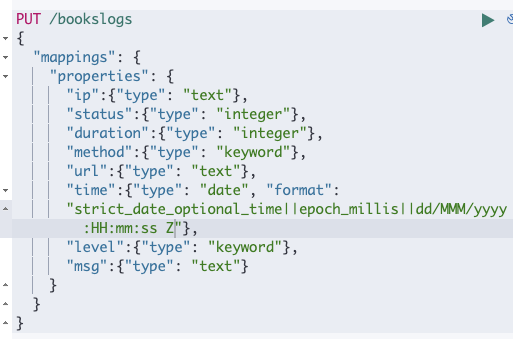 PUT /bookslogs
{
"mappings": {
"properties": {
"ip":{"type": "text"},
"status":{"type": "integer"},
"duration":{"type": "integer"},
"method":{"type": "keyword"},
"url":{"type": "text"},
"time":{"type": "date", "format":
"strict_date_optional_time||epoch_millis||dd/MMM/yyyy
:HH:mm:ss Z"},
"level":{"type": "keyword"},
"msg":{"type": "text"}
}
}
}